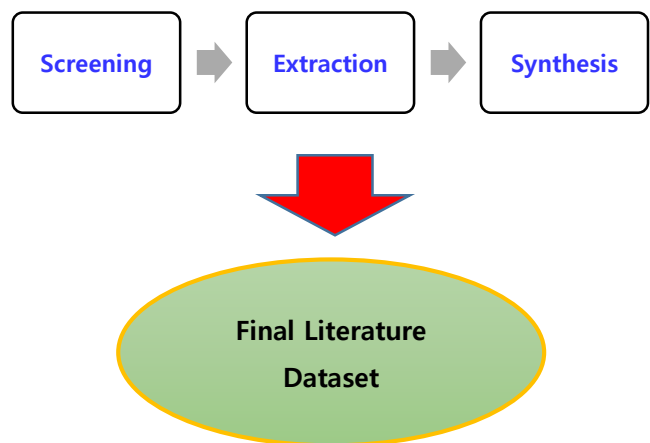 Screening
Extraction
Synthesis
Final Literature
Dataset